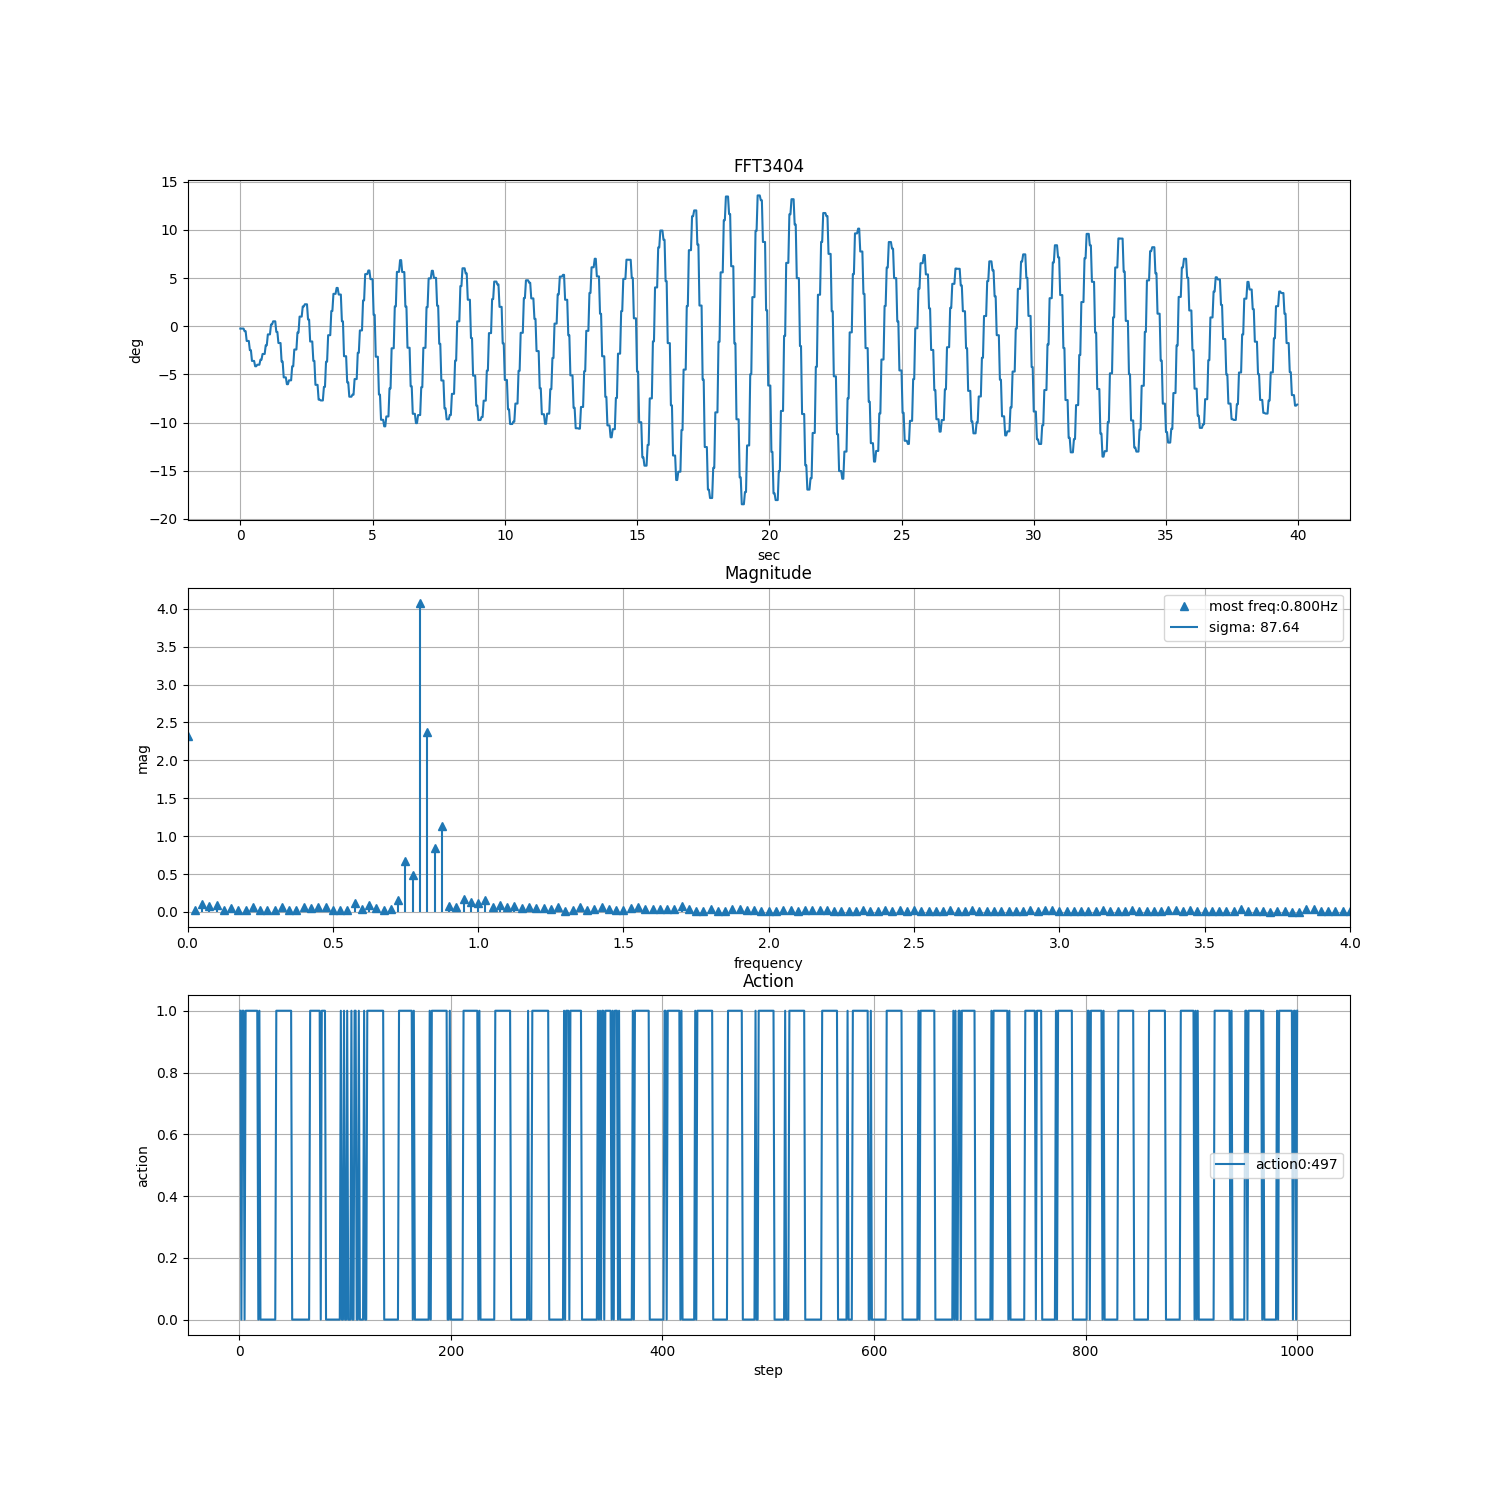 FFT3404
15
10
5
0
−5
−10
−15
−20
deg
0 5 10 15 20 25 30 35 40
sec
Magnitude
most freq:0.800Hz
sigma: 87.64
4.0
3.5
3.0
2.5
2.0
1.5
1.0
0.5
0.0
mag
0.0 0.5 1.0 1.5 2.0 2.5 3.0 3.5 4.0
frequency
Action
1.0
0.8
0.6
0.4
0.2
0.0
action
action0:497
0 200 400 600 800 1000
step